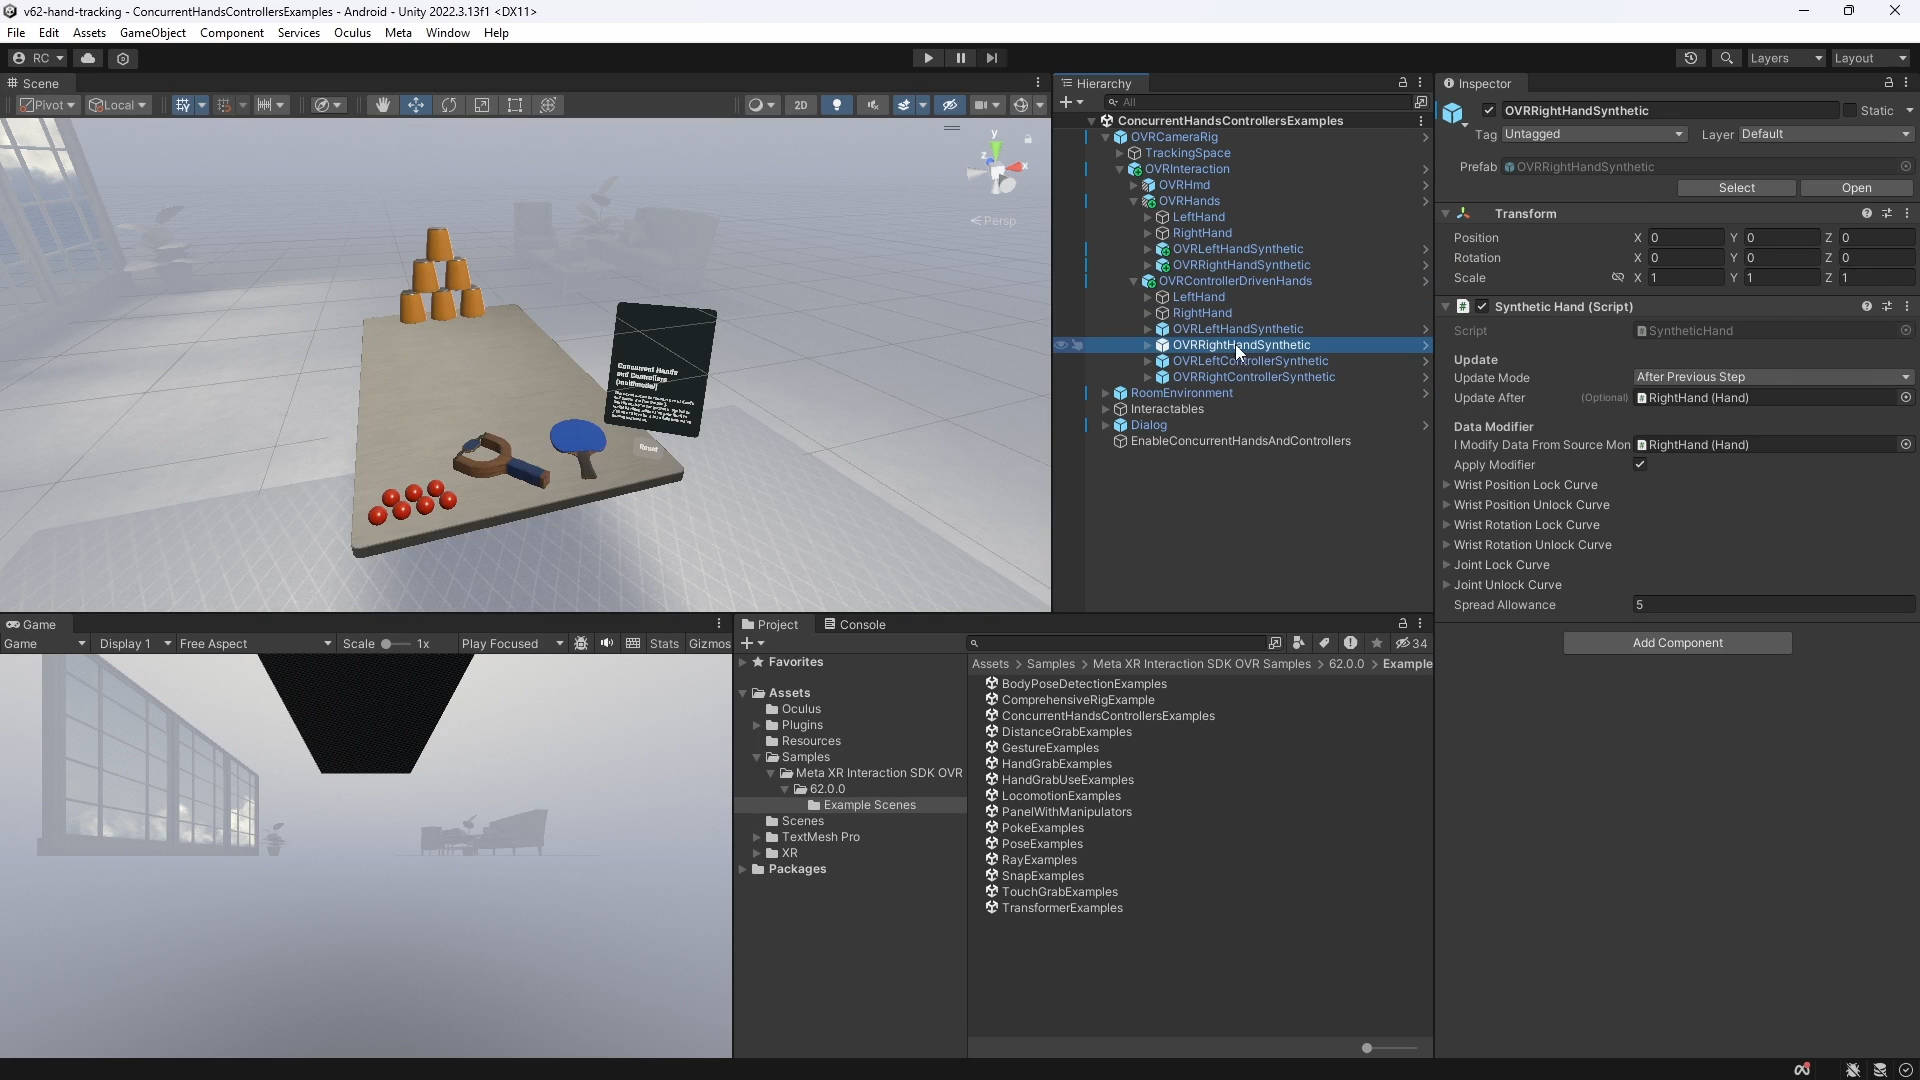 v62-hand-tracking - ConcurrentHandsControllersExamples - Android - Unity 2022.3.13f1 <DX11>
File Edit Assets GameObject Component Services Oculus Meta Window Help
RC Layers Layout
Scene
Pivot Local 2D
y
z x
Persp
Concurrent Hands
and Controllers
(multimodal)
Reset
Hierarchy
All
ConcurrentHandsControllersExamples
OVRCameraRig
TrackingSpace
OVRInteraction
OVRHmd
OVRHands
LeftHand
RightHand
OVRLeftHandSynthetic
OVRRightHandSynthetic
OVRControllerDrivenHands
LeftHand
RightHand
OVRLeftHandSynthetic
OVRRightHandSynthetic
OVRLeftControllerSynthetic
OVRRightControllerSynthetic
RoomEnvironment
Interactables
Dialog
EnableConcurrentHandsAndControllers
Inspector
OVRRightHandSynthetic Static
Tag Untagged Layer Default
Prefab OVRRightHandSynthetic
Select Open
Transform
Position X 0 Y 0 Z 0
Rotation X 0 Y 0 Z 0
Scale X 1 Y 1 Z 1
Synthetic Hand (Script)
Script SyntheticHand
Update
Update Mode After Previous Step
Update After (Optional) RightHand (Hand)
Data Modifier
I Modify Data From Source Mon RightHand (Hand)
Apply Modifier
Wrist Position Lock Curve
Wrist Position Unlock Curve
Wrist Rotation Lock Curve
Wrist Rotation Unlock Curve
Joint Lock Curve
Joint Unlock Curve
Spread Allowance 5
Add Component
Game
Game Display 1 Free Aspect Scale 1x Play Focused Stats Gizmos
Project Console
34
Favorites
Assets
Oculus
Plugins
Resources
Samples
Meta XR Interaction SDK OVR
62.0.0
Example Scenes
Scenes
TextMesh Pro
XR
Packages
Assets > Samples > Meta XR Interaction SDK OVR Samples > 62.0.0 > Example
BodyPoseDetectionExamples
ComprehensiveRigExample
ConcurrentHandsControllersExamples
DistanceGrabExamples
GestureExamples
HandGrabExamples
HandGrabUseExamples
LocomotionExamples
PanelWithManipulators
PokeExamples
PoseExamples
RayExamples
SnapExamples
TouchGrabExamples
TransformerExamples